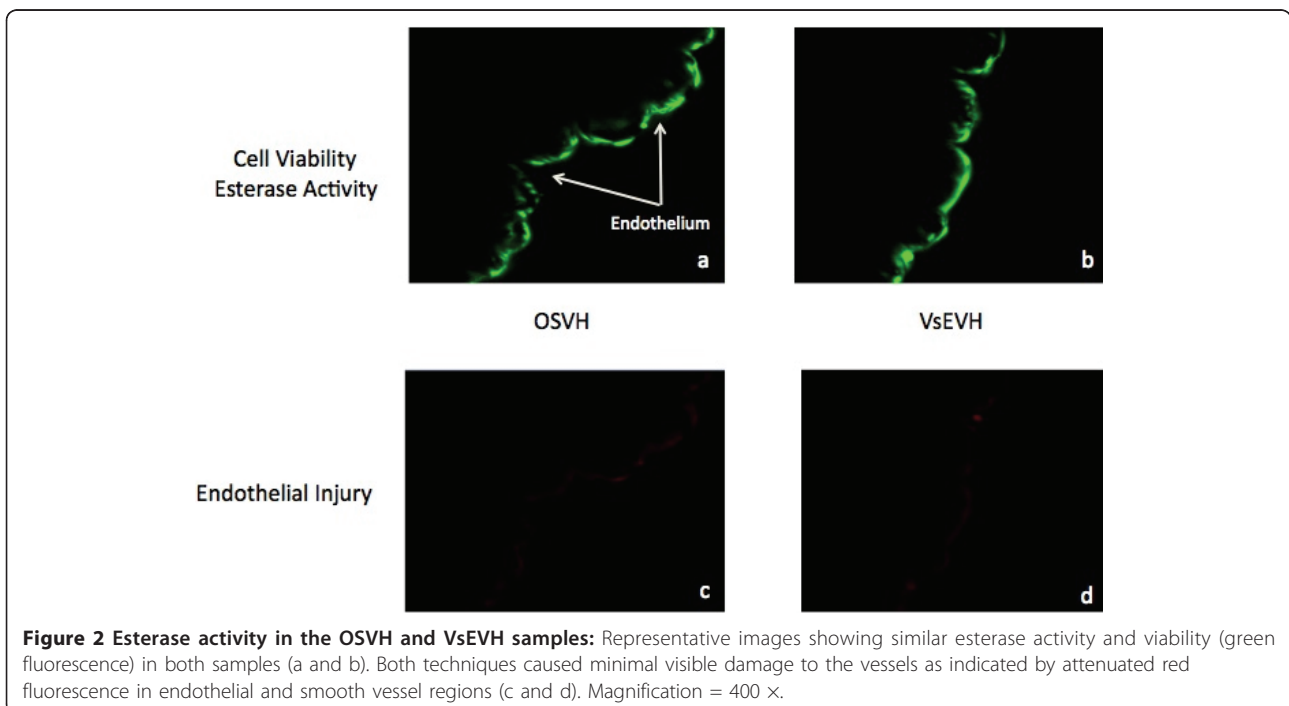 Cell Viability
Esterase Activity
Endothelium
a
b
OSVH
VsEVH
Endothelial Injury
c
d
Figure 2 Esterase activity in the OSVH and VsEVH samples: Representative images showing similar esterase activity and viability (green
fluorescence) in both samples (a and b). Both techniques caused minimal visible damage to the vessels as indicated by attenuated red
fluorescence in endothelial and smooth vessel regions (c and d). Magnification = 400 ×.